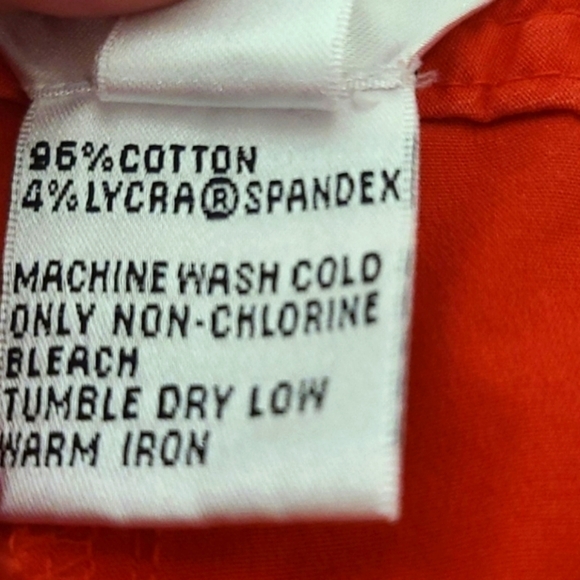 96%COTTON
4%LYCRA®SPANDEX
MACHINE WASH COLD
ONLY NON-CHLORINE
BLEACH
TUMBLE DRY LOW
WARM IRON